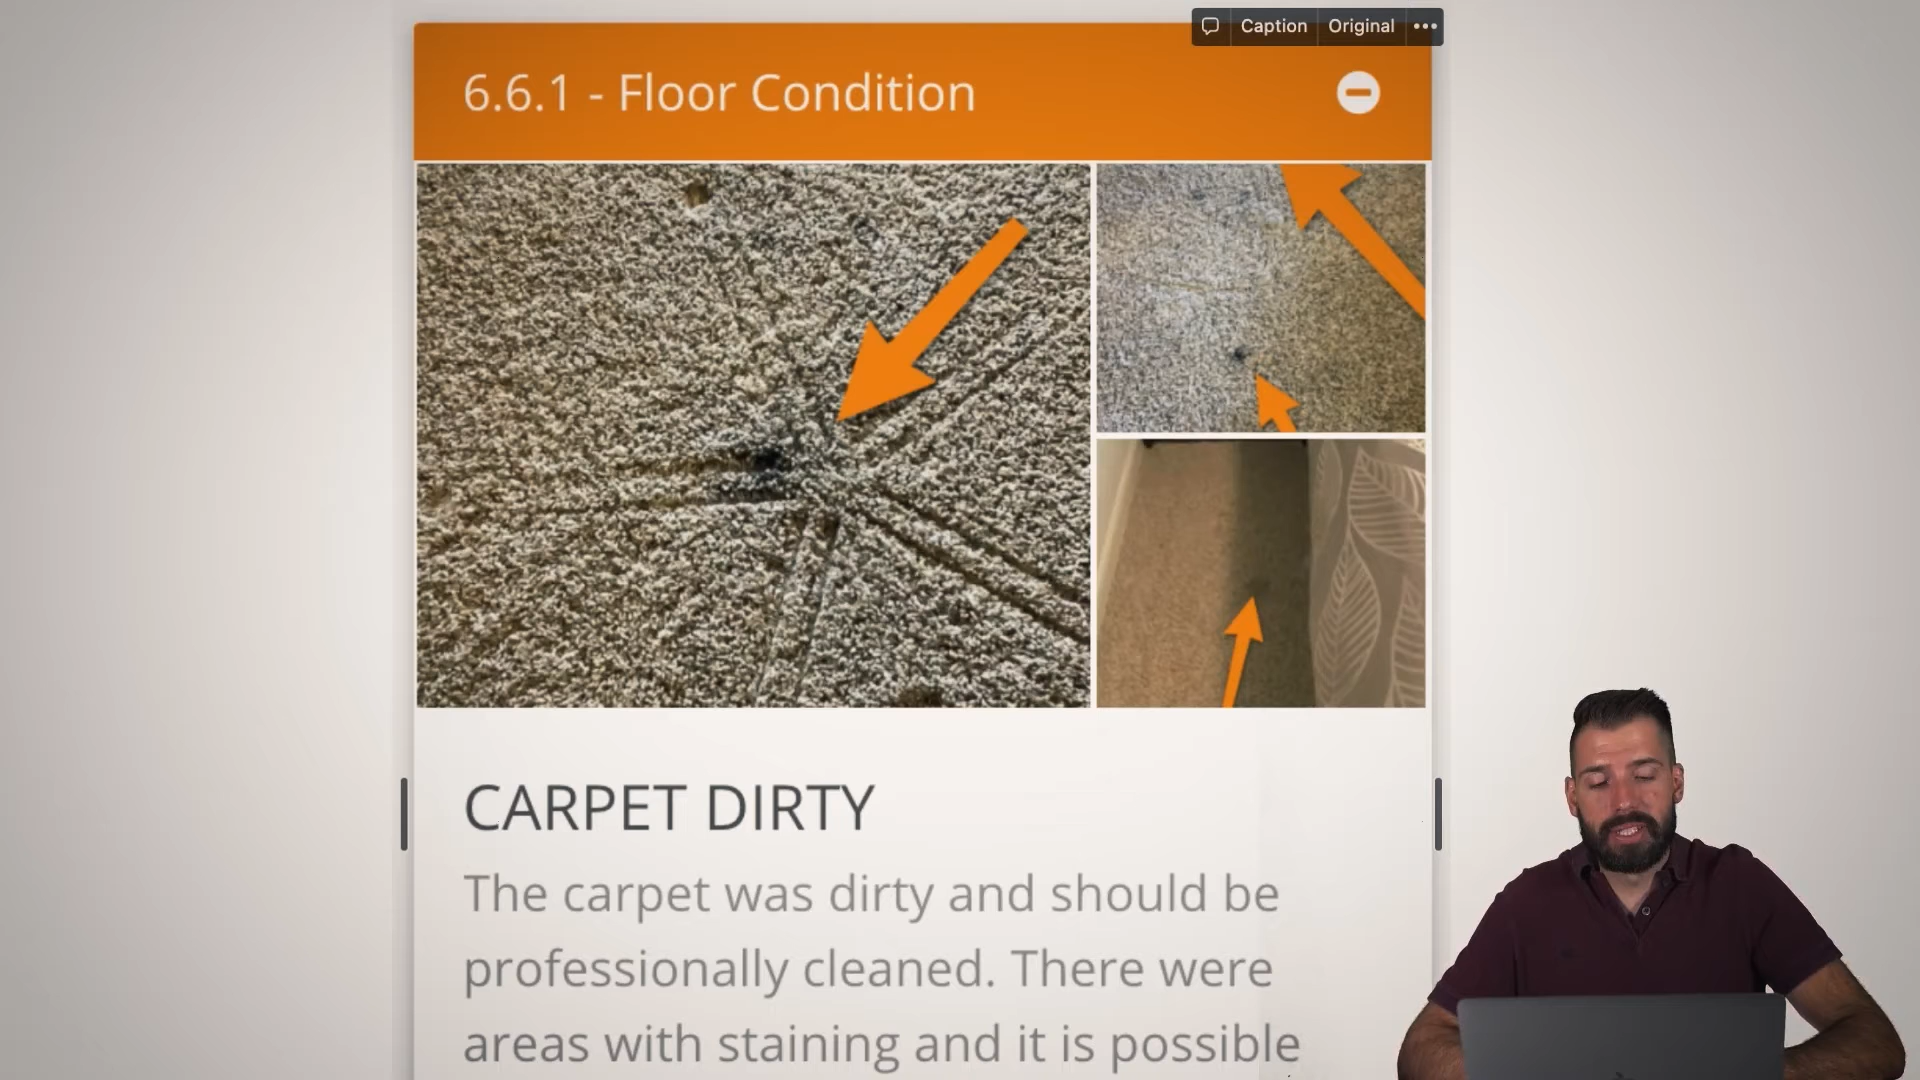 Caption Original
6.6.1 - Floor Condition
CARPET DIRTY
The carpet was dirty and should be
professionally cleaned. There were
areas with staining and it is possible